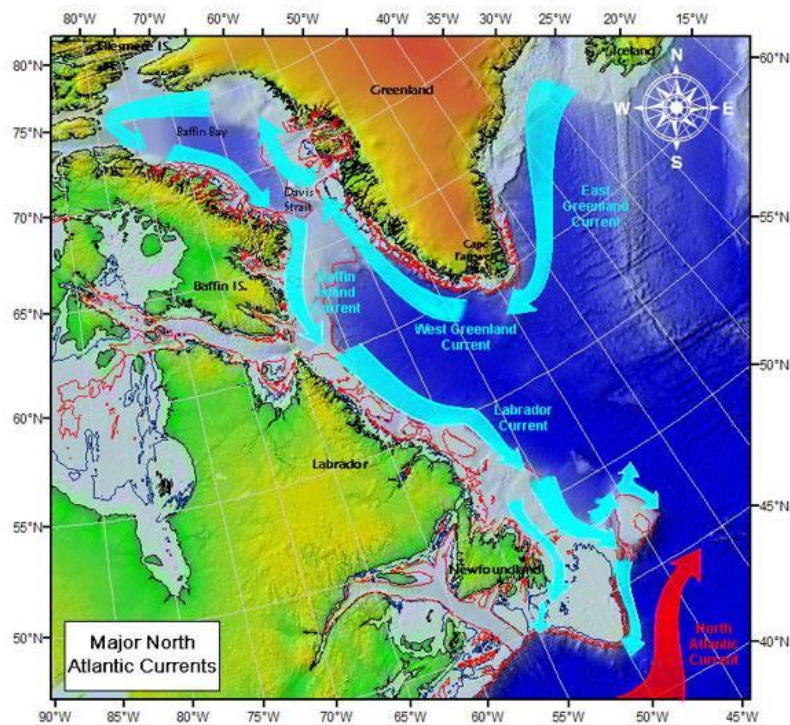 80°W 70°W 60°W 50°W 40°W 35°W 30°W 25°W 20°W 15°W
Ellesmere IS.
Iceland
80°N
60°N
Greenland
N
W E
S
75°N
Baffin Bay
Davis
Strait
East
Greenland
Current
55°N
70°N
Cape
Farewell
Baffin IS.
Baffin
Island
Current
65°N
West Greenland
Current
50°N
60°N
Labrador
Current
Labrador
45°N
55°N
Newfoundland
50°N
Major North
Atlantic Currents
North
Atlantic
Current
40°N
90°W 85°W 80°W 75°W 70°W 65°W 60°W 55°W 50°W 45°W